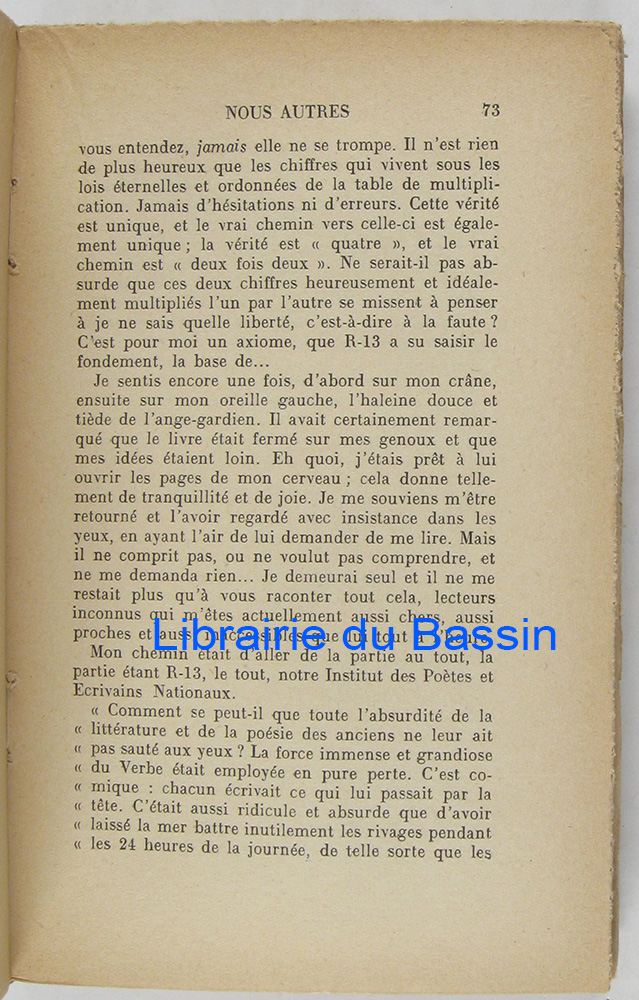 NOUS AUTRES 73
vous entendez, jamais elle ne se trompe. Il n'est rien
de plus heureux que les chiffres qui vivent sous les
lois éternelles et ordonnées de la table de multipli-
cation. Jamais d'hésitations ni d'erreurs. Cette vérité
est unique, et le vrai chemin vers celle-ci est égale-
ment unique ; la vérité est « quatre », et le vrai
chemin est « deux fois deux ». Ne serait-il pas ab-
surde que ces deux chiffres heureusement et idéale-
ment multipliés l'un par l'autre se missent à penser
à je ne sais quelle liberté, c'est-à-dire à la faute ?
C'est pour moi un axiome, que R-13 a su saisir le
fondement, la base de...
Je sentis encore une fois, d'abord sur mon crâne,
ensuite sur mon oreille gauche, l'haleine douce et
tiède de l'ange-gardien. Il avait certainement remar-
qué que le livre était fermé sur mes genoux et que
mes idées étaient loin. Eh quoi, j'étais prêt à lui
ouvrir les pages de mon cerveau ; cela donne telle-
ment de tranquillité et de joie. Je me souviens m'être
retourné et l'avoir regardé avec insistance dans les
yeux, en ayant l'air de lui demander de me lire. Mais
il ne comprit pas, ou ne voulut pas comprendre, et
ne me demanda rien... Je demeurai seul et il ne me
restait plus qu'à vous raconter tout cela, lecteurs
inconnus qui m'êtes actuellement aussi chers, aussi
proches et aussi inaccessibles que lui tout à l'heure.
Librairie du Bassin
Mon chemin était d'aller de la partie au tout, la
partie étant R-13, le tout, notre Institut des Poètes et
Ecrivains Nationaux.
« Comment se peut-il que toute l'absurdité de la
« littérature et de la poésie des anciens ne leur ait
« pas sauté aux yeux ? La force immense et grandiose
« du Verbe était employée en pure perte. C'est co-
« mique : chacun écrivait ce qui lui passait par la
« tête. C'était aussi ridicule et absurde que d'avoir
« laissé la mer battre inutilement les rivages pendant
« les 24 heures de la journée, de telle sorte que les